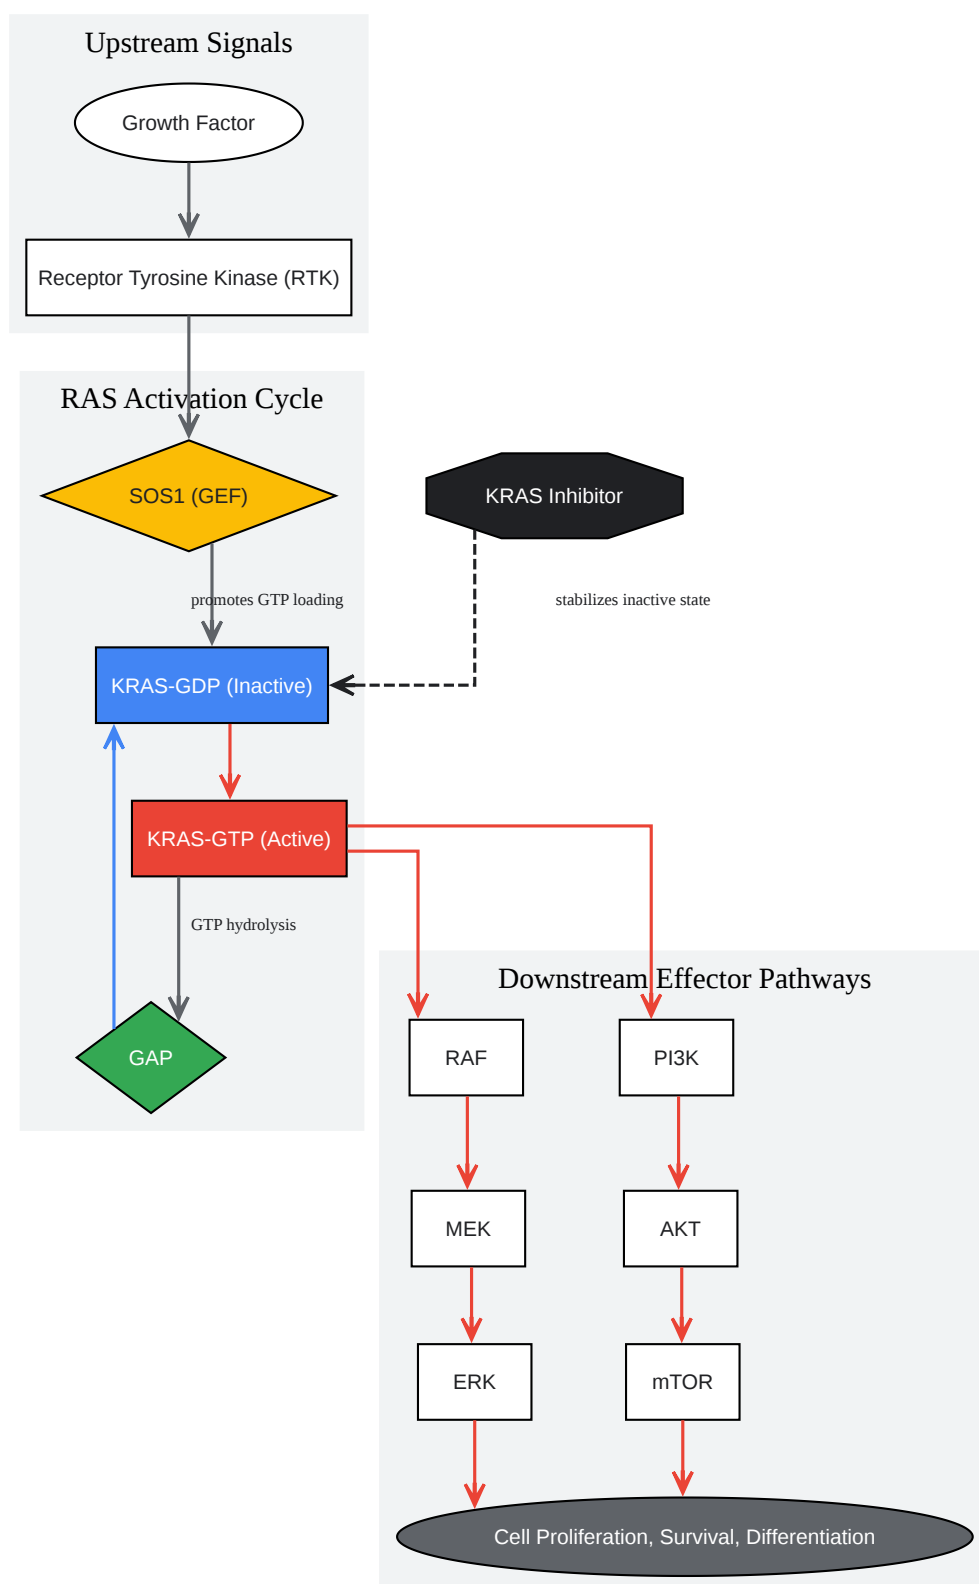 Upstream Signals
Growth Factor
Receptor Tyrosine Kinase (RTK)
RAS Activation Cycle
SOS1 (GEF)
KRAS Inhibitor
promotes GTP loading
stabilizes inactive state
KRAS-GDP (Inactive)
KRAS-GTP (Active)
GTP hydrolysis
Downstream Effector Pathways
GAP
RAF
PI3K
MEK
AKT
ERK
mTOR
Cell Proliferation, Survival, Differentiation